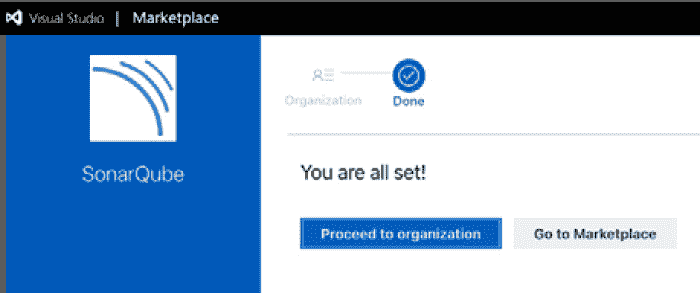 Visual Studio | Marketplace
SonarQube
Organization
Done
You are all set!
Proceed to organization
Go to Marketplace